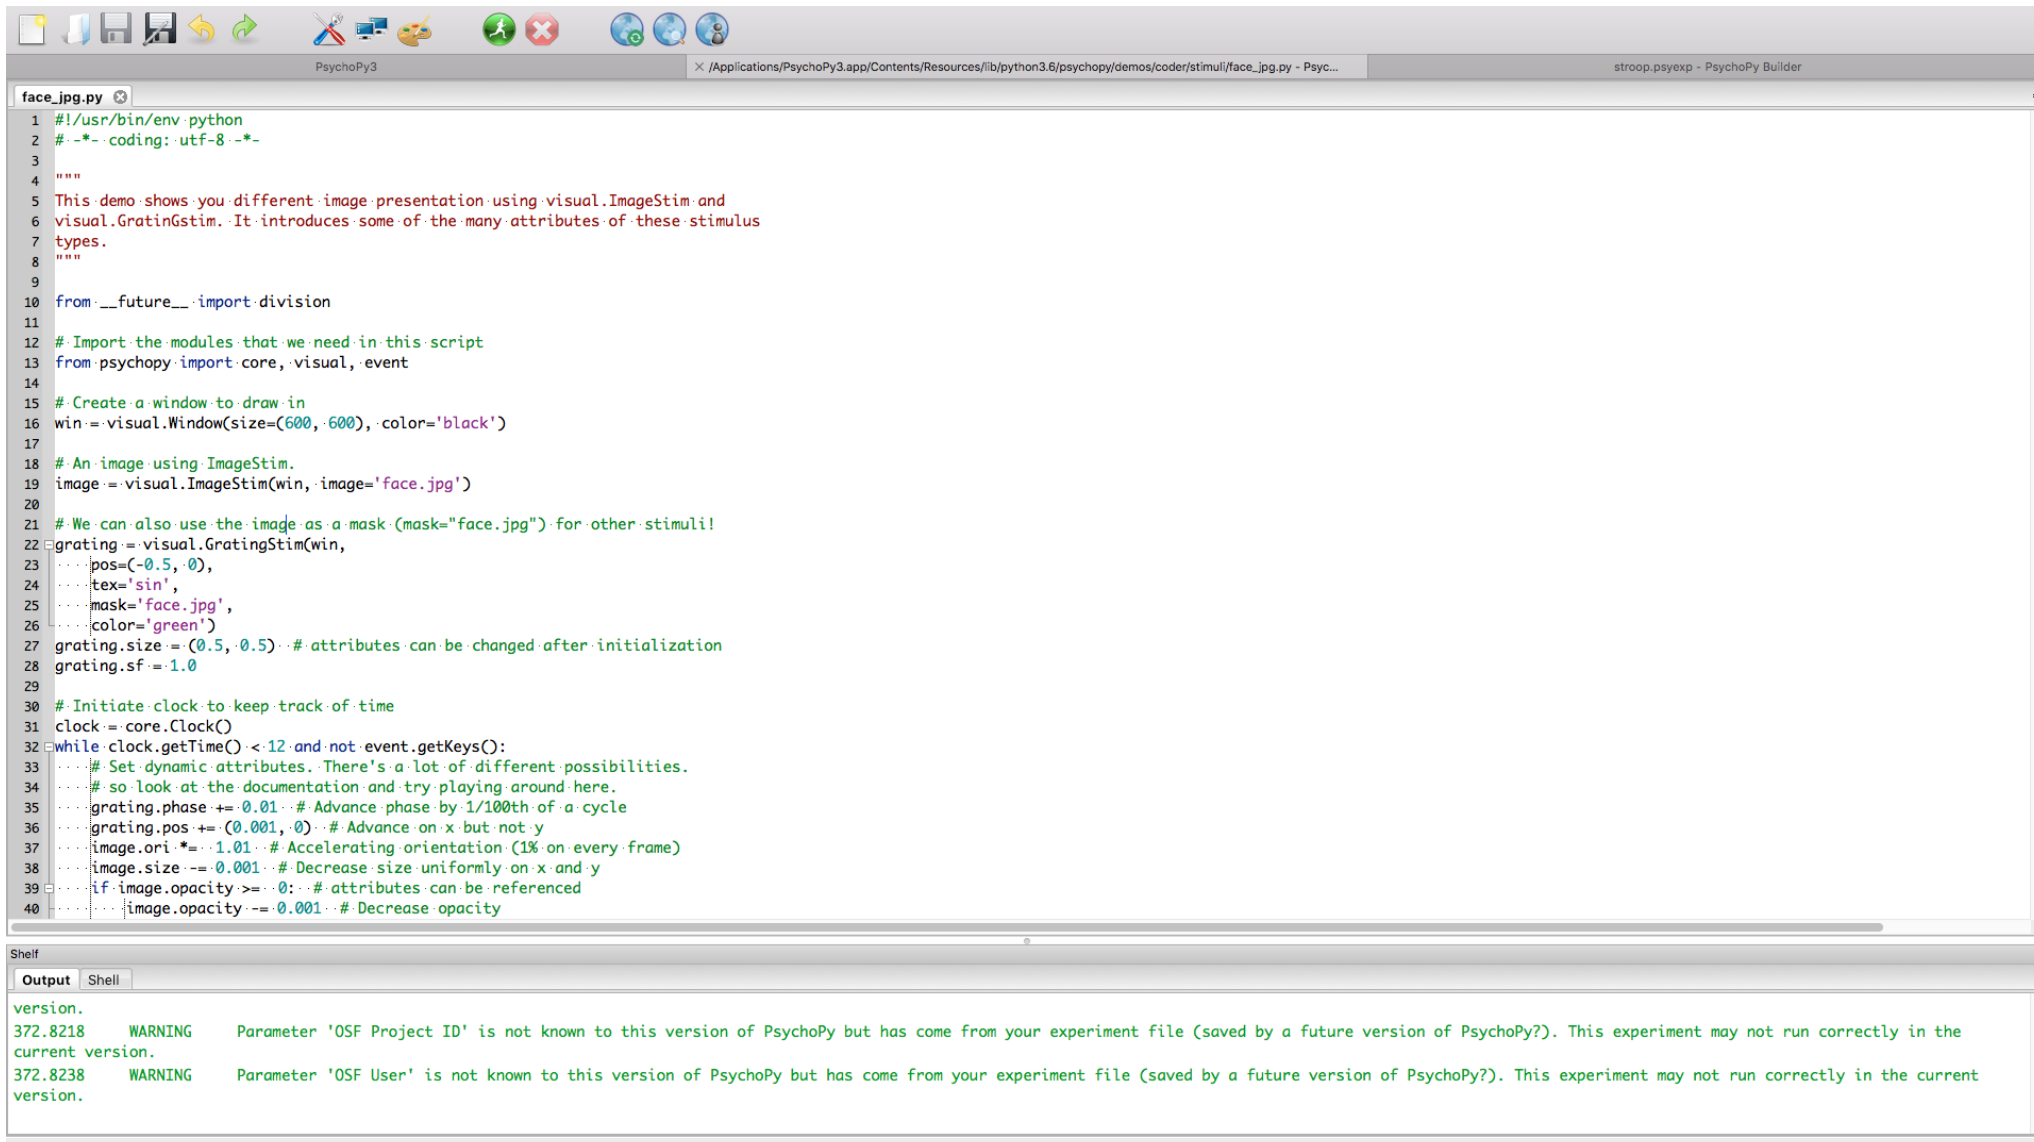 PsychoPy3
/Applications/PsychoPy3.app/Contents/Resources/lib/python3.6/psychopy/demos/coder/stimuli/face_jpg.py - Psyc...
stroop.psyexp - PsychoPy Builder
face_jpg.py
1 #!/usr/bin/env python
2 # -*- coding: utf-8 -*-
3
4 """
5 This demo shows you different image presentation using visual.ImageStim and
6 visual.GratinGstim. It introduces some of the many attributes of these stimulus
7 types.
8 """
9
10 from __future__ import division
11
12 # Import the modules that we need in this script
13 from psychopy import core, visual, event
14
15 # Create a window to draw in
16 win = visual.Window(size=(600, 600), color='black')
17
18 # An image using ImageStim.
19 image = visual.ImageStim(win, image='face.jpg')
20
21 # We can also use the image as a mask (mask="face.jpg") for other stimuli!
22 grating = visual.GratingStim(win,
23     pos=(-0.5, 0),
24     tex='sin',
25     mask='face.jpg',
26     color='green')
27 grating.size = (0.5, 0.5)  # attributes can be changed after initialization
28 grating.sf = 1.0
29
30 # Initiate clock to keep track of time
31 clock = core.Clock()
32 while clock.getTime() < 12 and not event.getKeys():
33     # Set dynamic attributes. There's a lot of different possibilities.
34     # so look at the documentation and try playing around here.
35     grating.phase += 0.01  # Advance phase by 1/100th of a cycle
36     grating.pos += (0.001, 0)  # Advance on x but not y
37     image.ori *=  1.01  # Accelerating orientation (1% on every frame)
38     image.size -= 0.001  # Decrease size uniformly on x and y
39     if image.opacity >=  0:  # attributes can be referenced
40         image.opacity -= 0.001  # Decrease opacity
Shelf
Output Shell
version.
372.8218 WARNING Parameter 'OSF Project ID' is not known to this version of PsychoPy but has come from your experiment file (saved by a future version of PsychoPy?). This experiment may not run correctly in the
current version.
372.8238 WARNING Parameter 'OSF User' is not known to this version of PsychoPy but has come from your experiment file (saved by a future version of PsychoPy?). This experiment may not run correctly in the current
version.